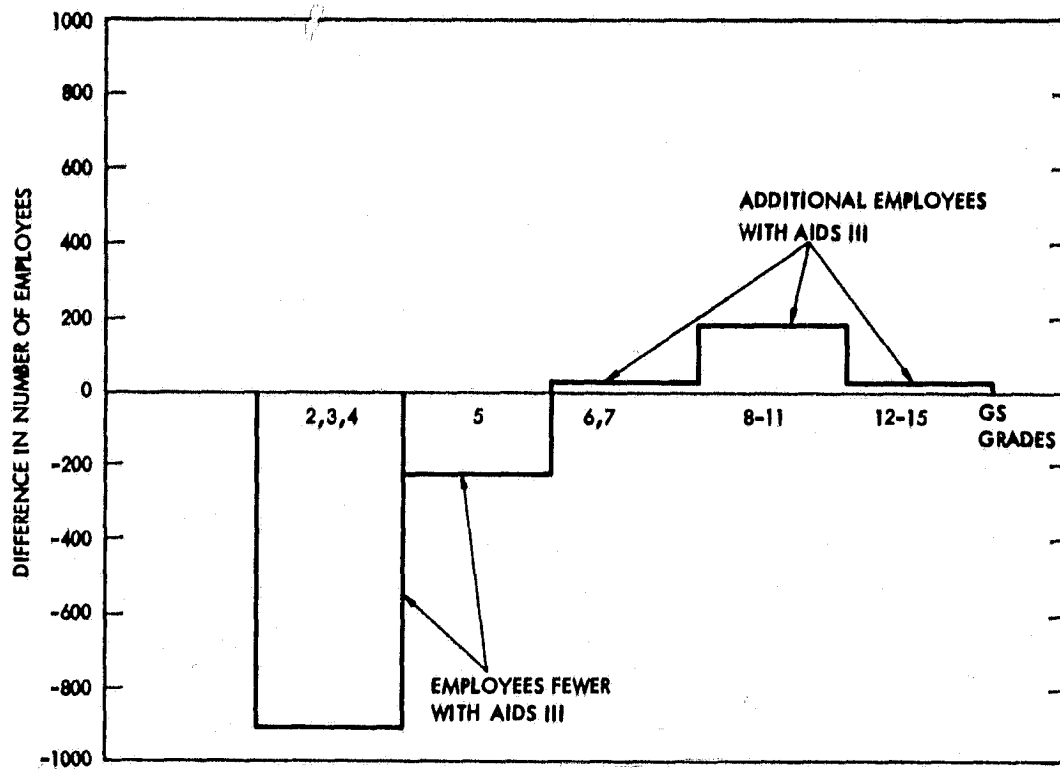 1000
800
600
400
200
0
-200
-400
-600
-800
-1000
DIFFERENCE IN NUMBER OF EMPLOYEES
ADDITIONAL EMPLOYEES
WITH AIDS III
2,3,4
5
6,7
8-11
12-15
GS
GRADES
EMPLOYEES FEWER
WITH AIDS III